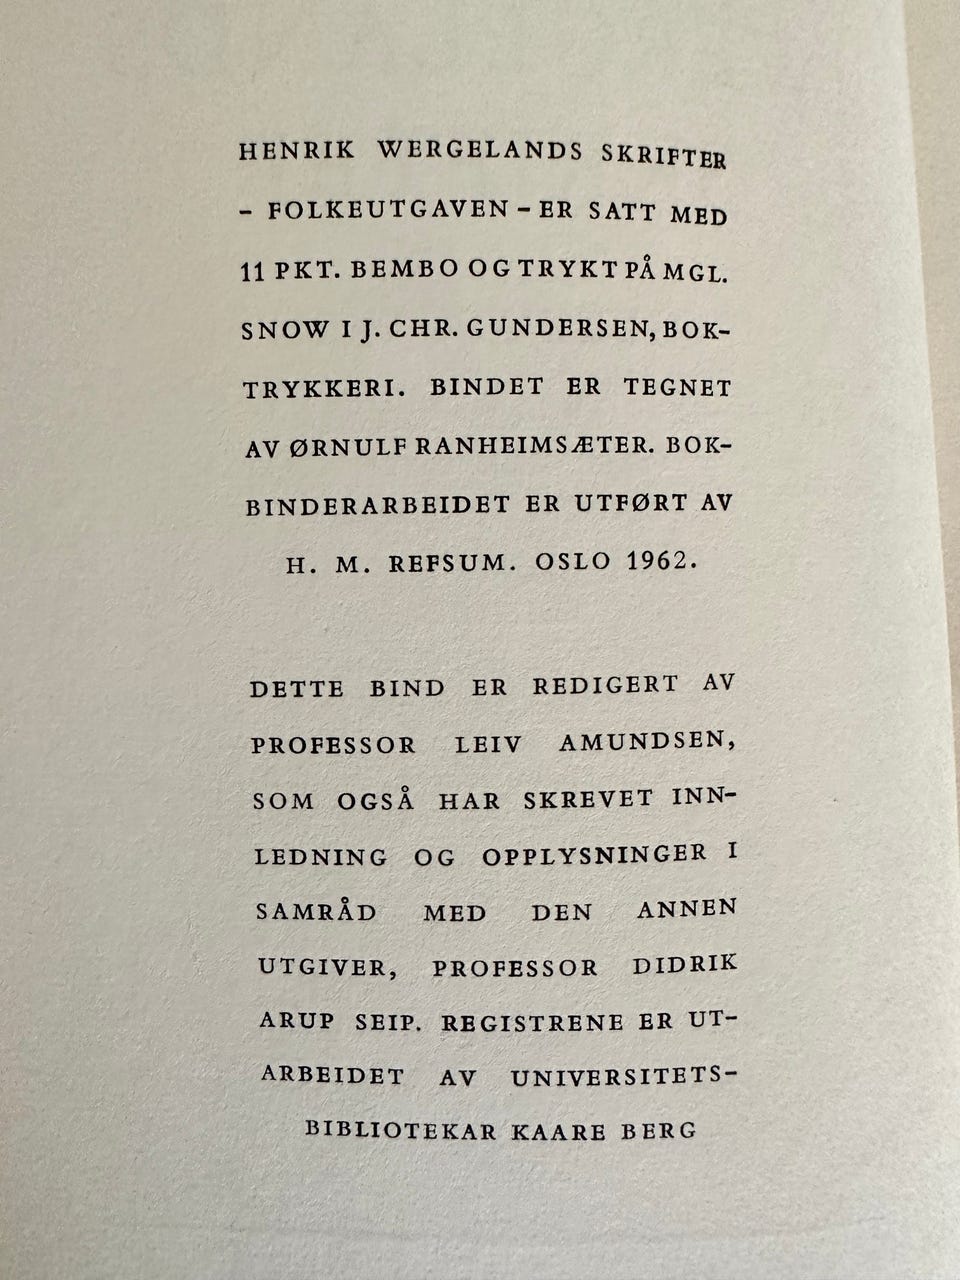 HENRIK WERGELANDS SKRIFTER
– FOLKEUTGAVEN – ER SATT MED
11 PKT. BEMBO OG TRYKT PÅ MGL.
SNOW I J. CHR. GUNDERSEN, BOK-
TRYKKERI. BINDET ER TEGNET
AV ØRNULF RANHEIMSÆTER. BOK-
BINDERARBEIDET ER UTFØRT AV
H. M. REFSUM. OSLO 1962.
DETTE BIND ER REDIGERT AV
PROFESSOR LEIV AMUNDSEN,
SOM OGSÅ HAR SKREVET INN-
LEDNING OG OPPLYSNINGER I
SAMRÅD MED DEN ANNEN
UTGIVER, PROFESSOR DIDRIK
ARUP SEIP. REGISTRENE ER UT-
ARBEIDET AV UNIVERSITETS-
BIBLIOTEKAR KAARE BERG